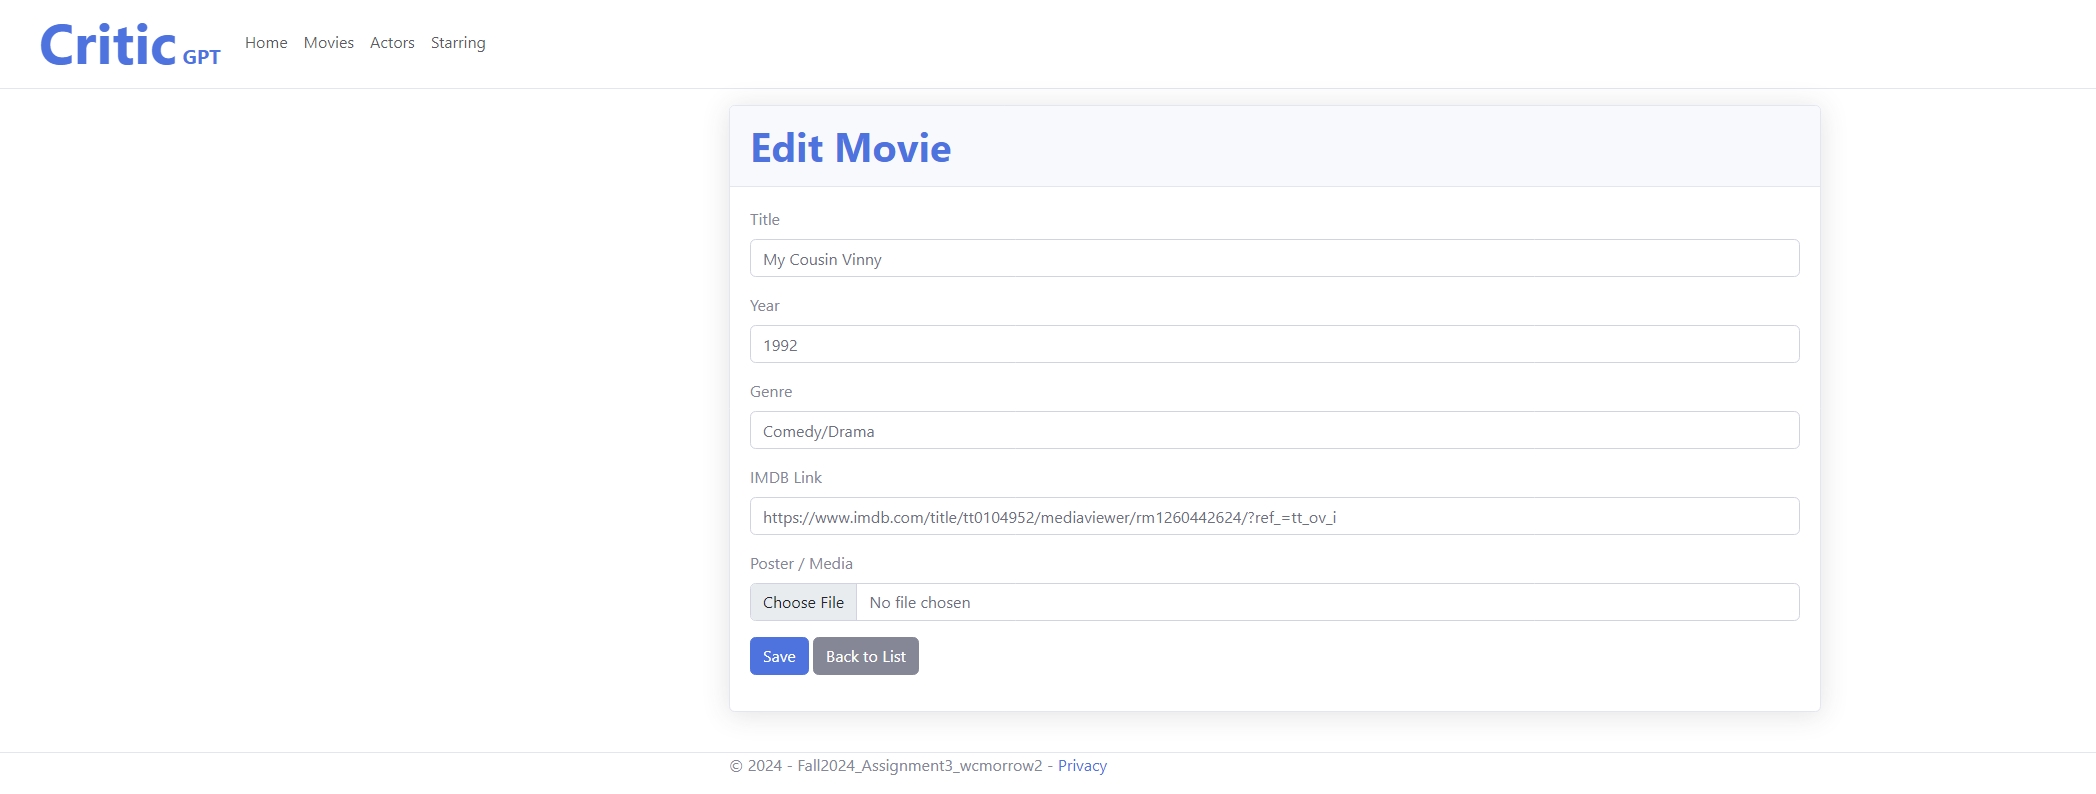 Critic GPT Home Movies Actors Starring
Edit Movie
Title
My Cousin Vinny
Year
1992
Genre
Comedy/Drama
IMDB Link
https://www.imdb.com/title/tt0104952/mediaviewer/rm1260442624/?ref_=tt_ov_i
Poster / Media
Choose File No file chosen
Save Back to List
© 2024 - Fall2024_Assignment3_wcmorrow2 - Privacy